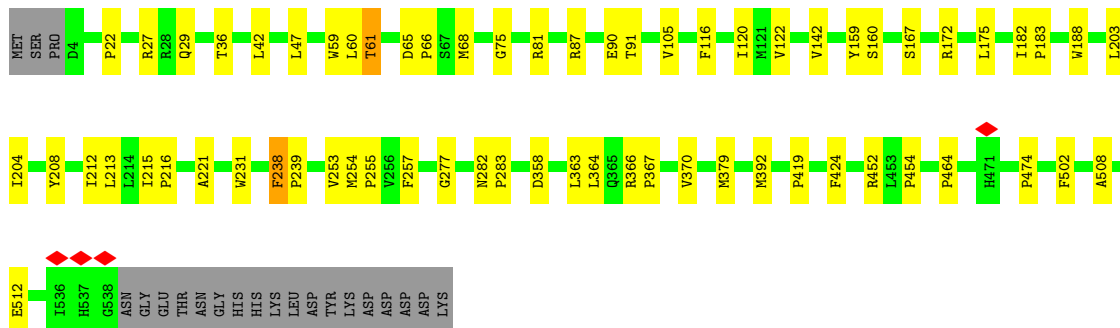 MET SER PRO D4 P22 R27 R28 Q29 T36 L42 L47 W59 L60 T61 D65 P66 S67 M68 G75 R81 R87 E90 T91 V105 F116 I120 M121 V122 V142 Y159 S160 S167 R172 L175 I182 P183 W188 L203
I204 Y208 I212 L213 L214 I215 P216 A221 W231 F238 P239 V253 M254 P255 V256 F257 G277 N282 P283 D358 L363 L364 Q365 R366 P367 V370 M379 M392 P419 F424 R452 L453 P454 P464 H471 P474 F502 A508
E512 I536 H537 G538 ASN GLY GLU THR ASN GLY HIS HIS LYS LEU ASP TYR LYS ASP ASP ASP ASP LYS